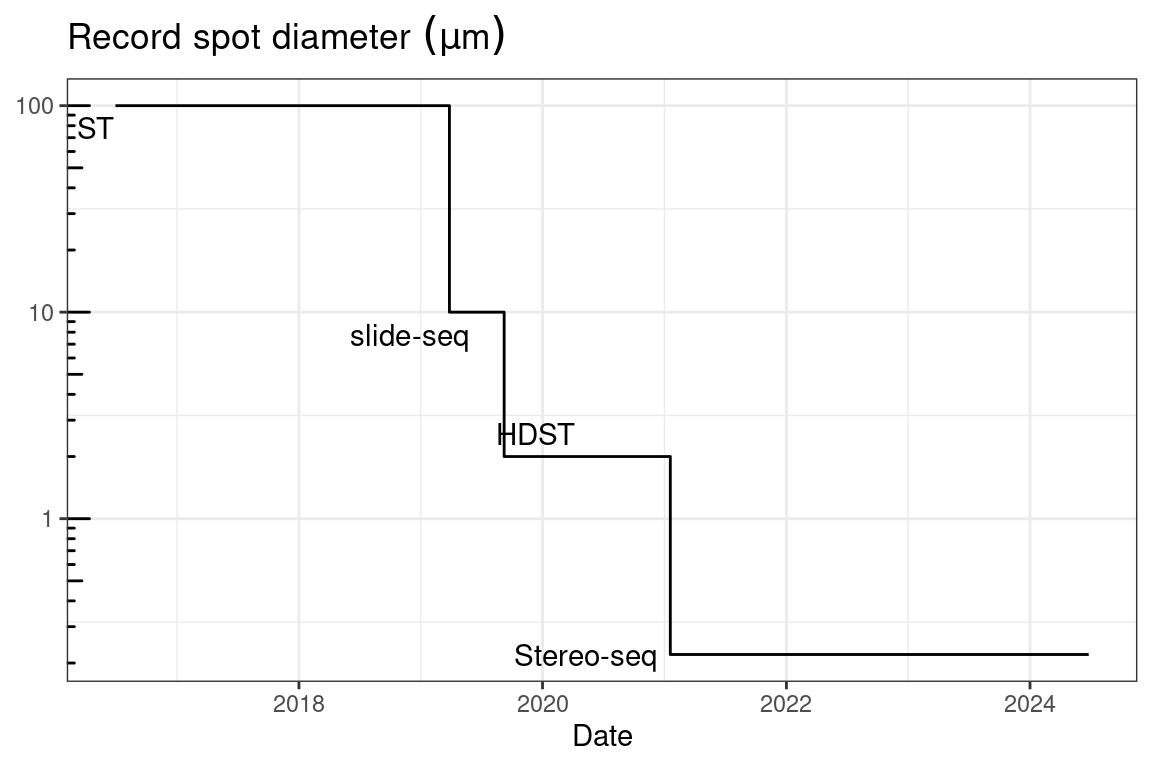 Record spot diameter (µm)
100
ST
10
slide-seq
HDST
1
Stereo-seq
2018 2020 2022 2024
Date